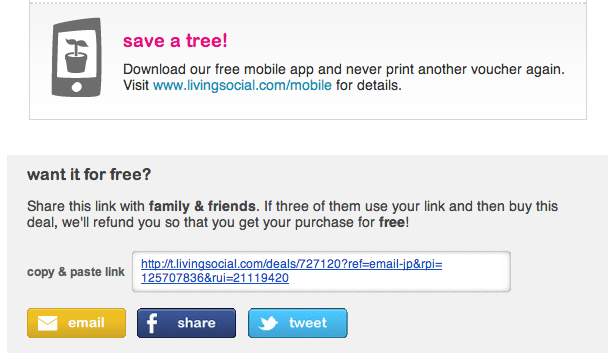 save a tree!
Download our free mobile app and never print another voucher again.
Visit www.livingsocial.com/mobile for details.
want it for free?
Share this link with family & friends. If three of them use your link and then buy this
deal, we'll refund you so that you get your purchase for free!
copy & paste link
http://t.livingsocial.com/deals/727120?ref=email-jp&rpi=
125707836&rui=21119420
email
f share
tweet